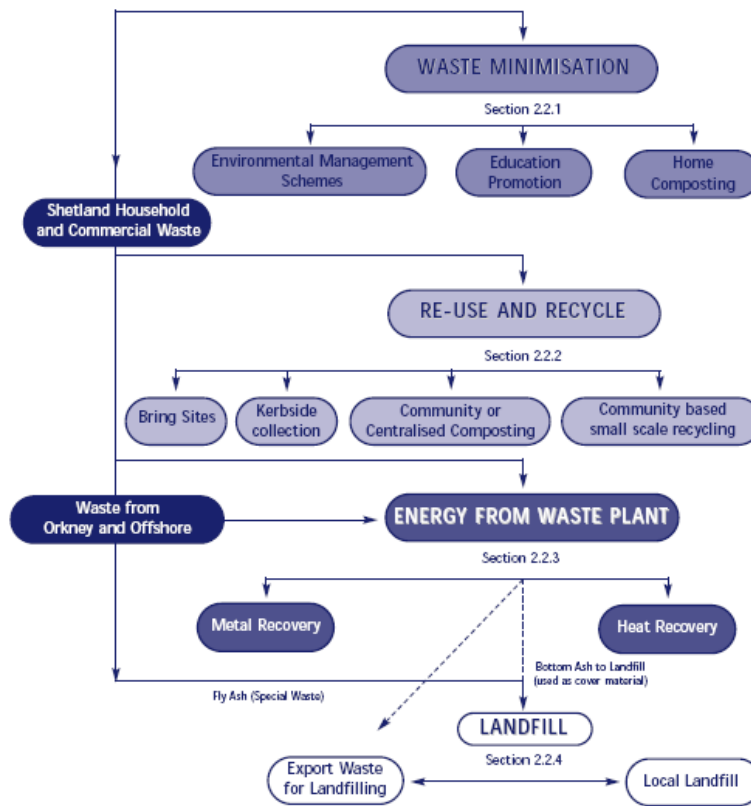 WASTE MINIMISATION
Section 2.2.1
Environmental Management
Schemes
Education
Promotion
Home
Composting
Shetland Household
and Commercial Waste
RE-USE AND RECYCLE
Section 2.2.2
Bring Sites
Kerbside
collection
Community or
Centralised Composting
Community based
small scale recycling
Waste from
Orkney and Offshore
ENERGY FROM WASTE PLANT
Section 2.2.3
Metal Recovery
Heat Recovery
Bottom Ash to Landfill
(used as cover material)
Fly Ash (Special Waste)
LANDFILL
Section 2.2.4
Export Waste
for Landfilling
Local Landfill